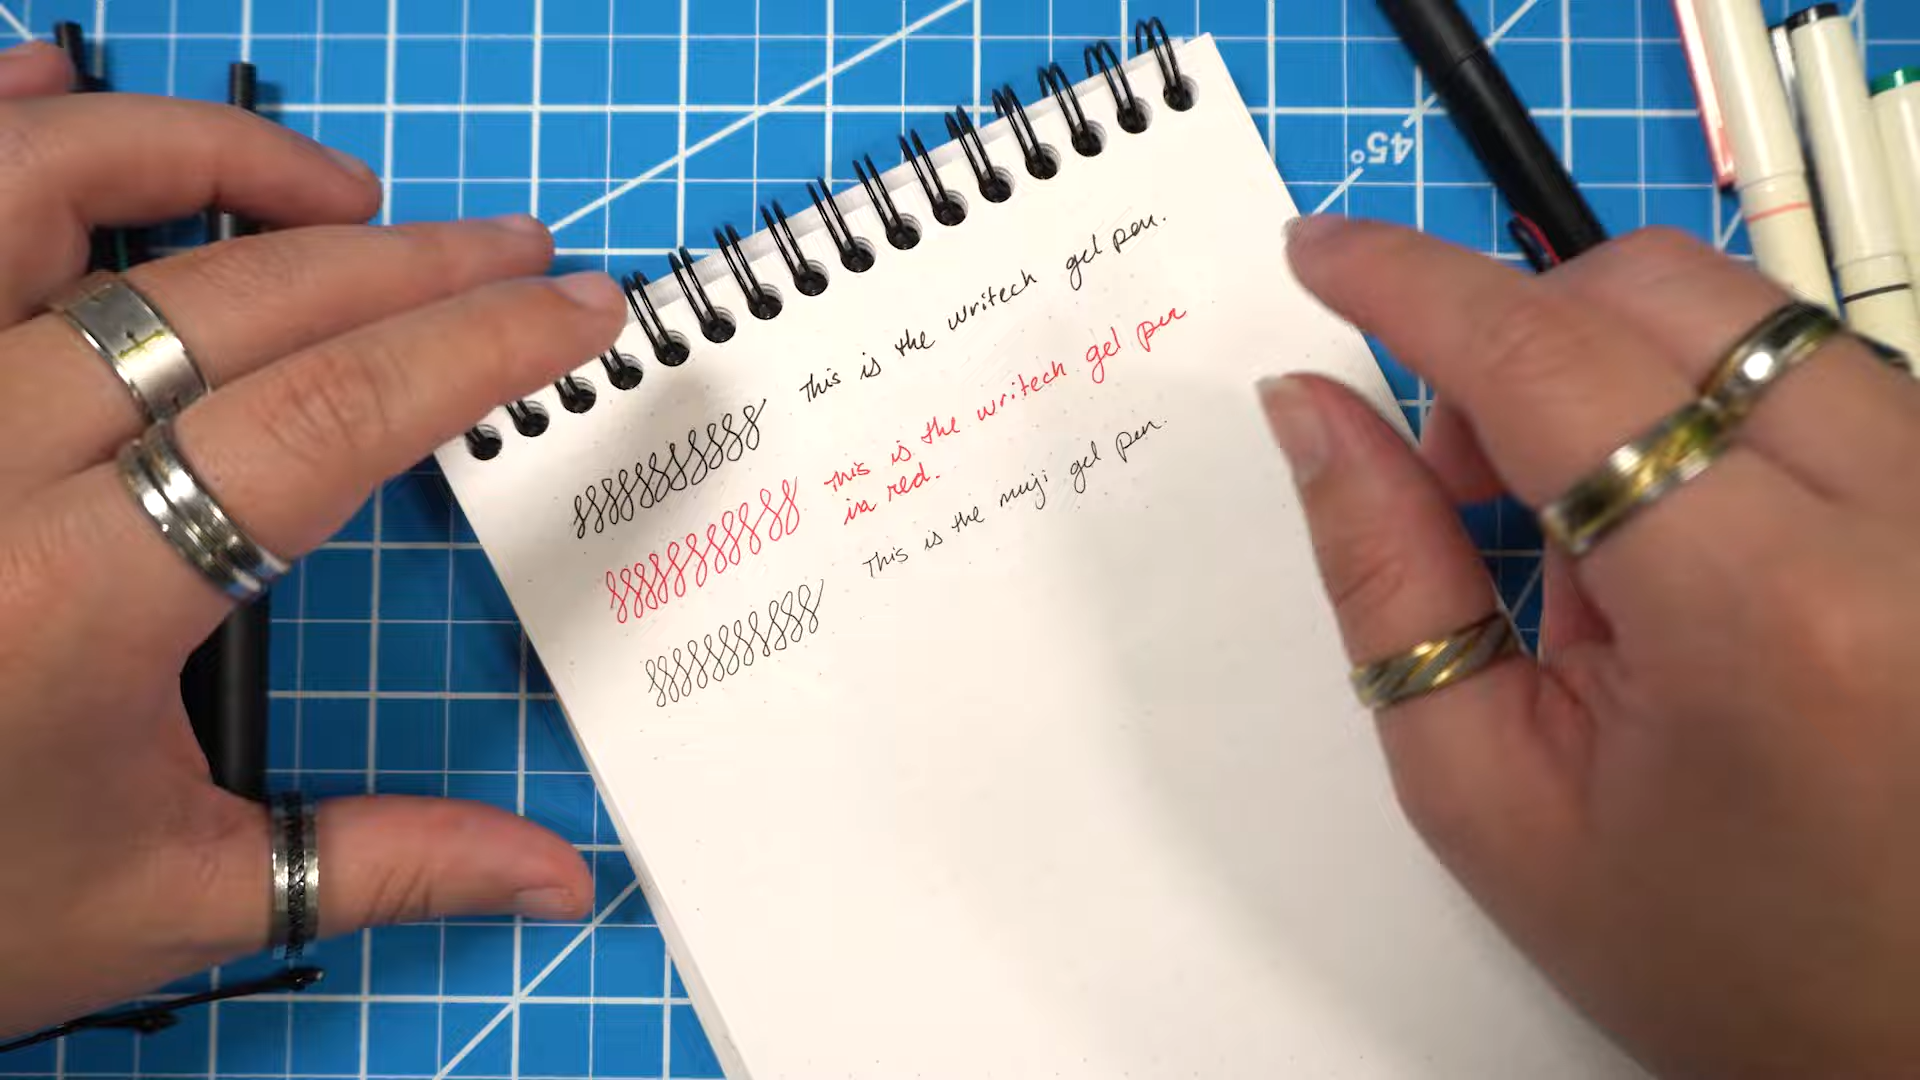 This is the writech gel pen.
This is the writech gel pen
in red.
This is the muji gel pen.
45°